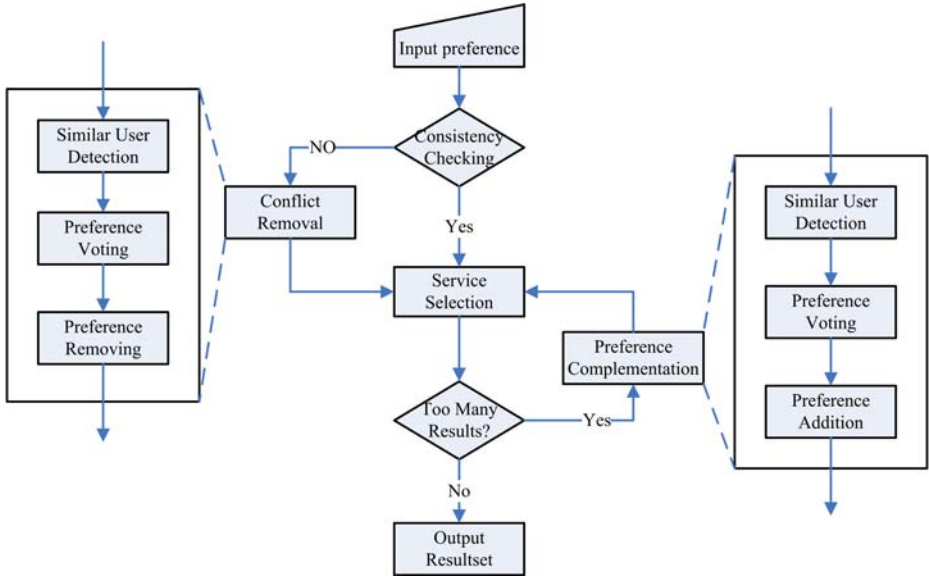 Input preference
Consistency
Checking
NO
Yes
Conflict
Removal
Similar User
Detection
Preference
Voting
Preference
Removing
Service
Selection
Too Many
Results?
Yes
No
Preference
Complementation
Similar User
Detection
Preference
Voting
Preference
Addition
Output
Resultset